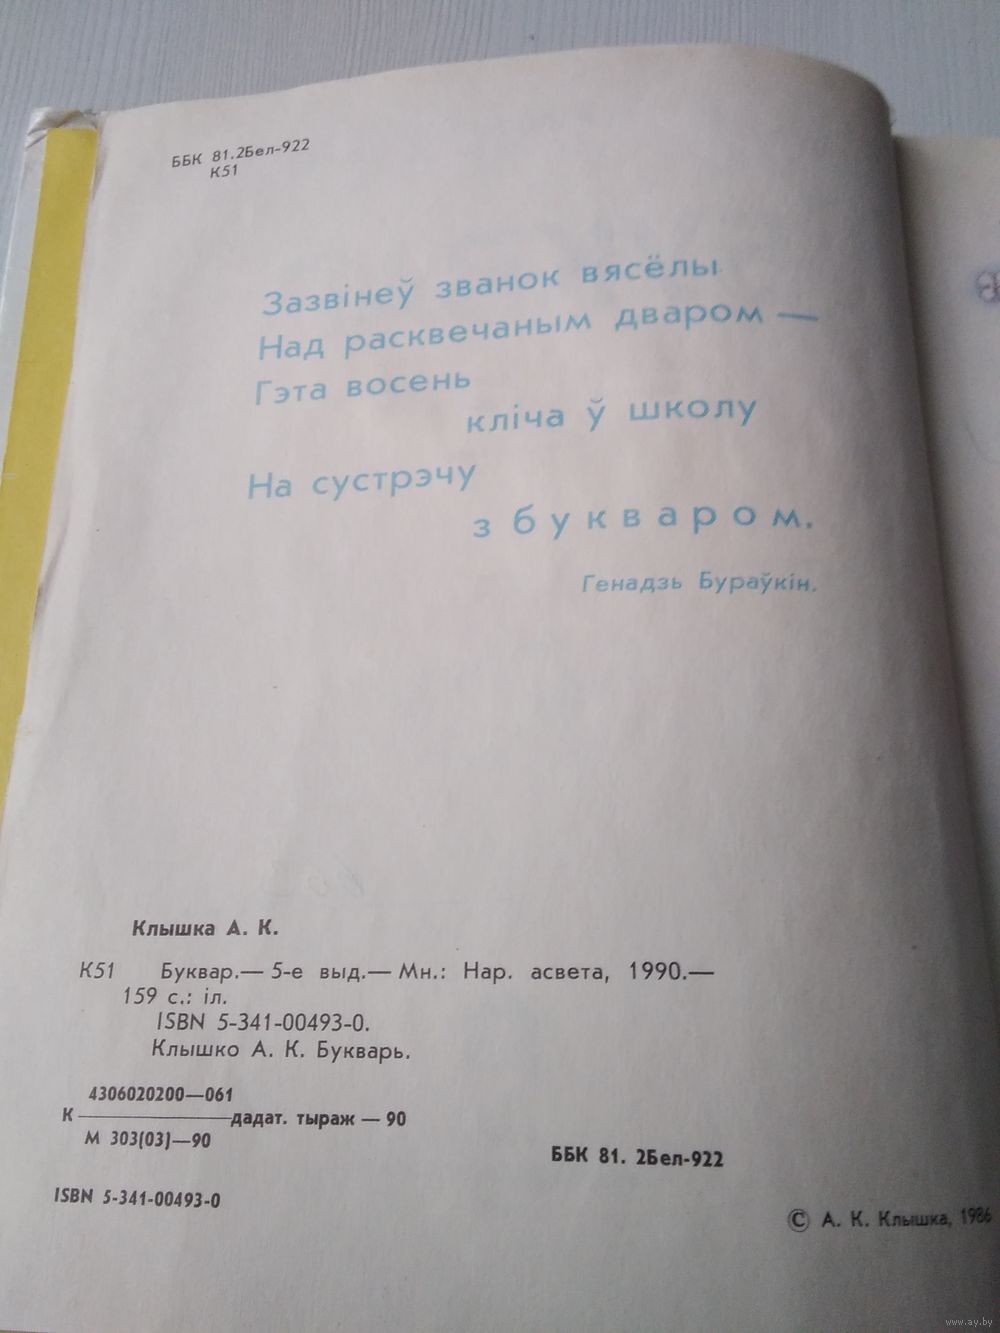 ББК 81.2Бел-922
К51
Зазвінеў званок вясёлы
Над расквечаным дваром —
Гэта восень
кліча ў школу
На сустрэчу
з букваром.
Генадзь Бураўкін.
Клышка А. К.
К51 Буквар.— 5-е выд.— Мн.: Нар. асвета, 1990.—
159 с.: іл.
ISBN 5-341-00493-0.
Клышко А. К. Букварь.
4306020200—061
К ——— дадат. тыраж — 90
М 303(03)—90
ББК 81. 2Бел-922
ISBN 5-341-00493-0
© А. К. Клышка, 1986
www.ay.by